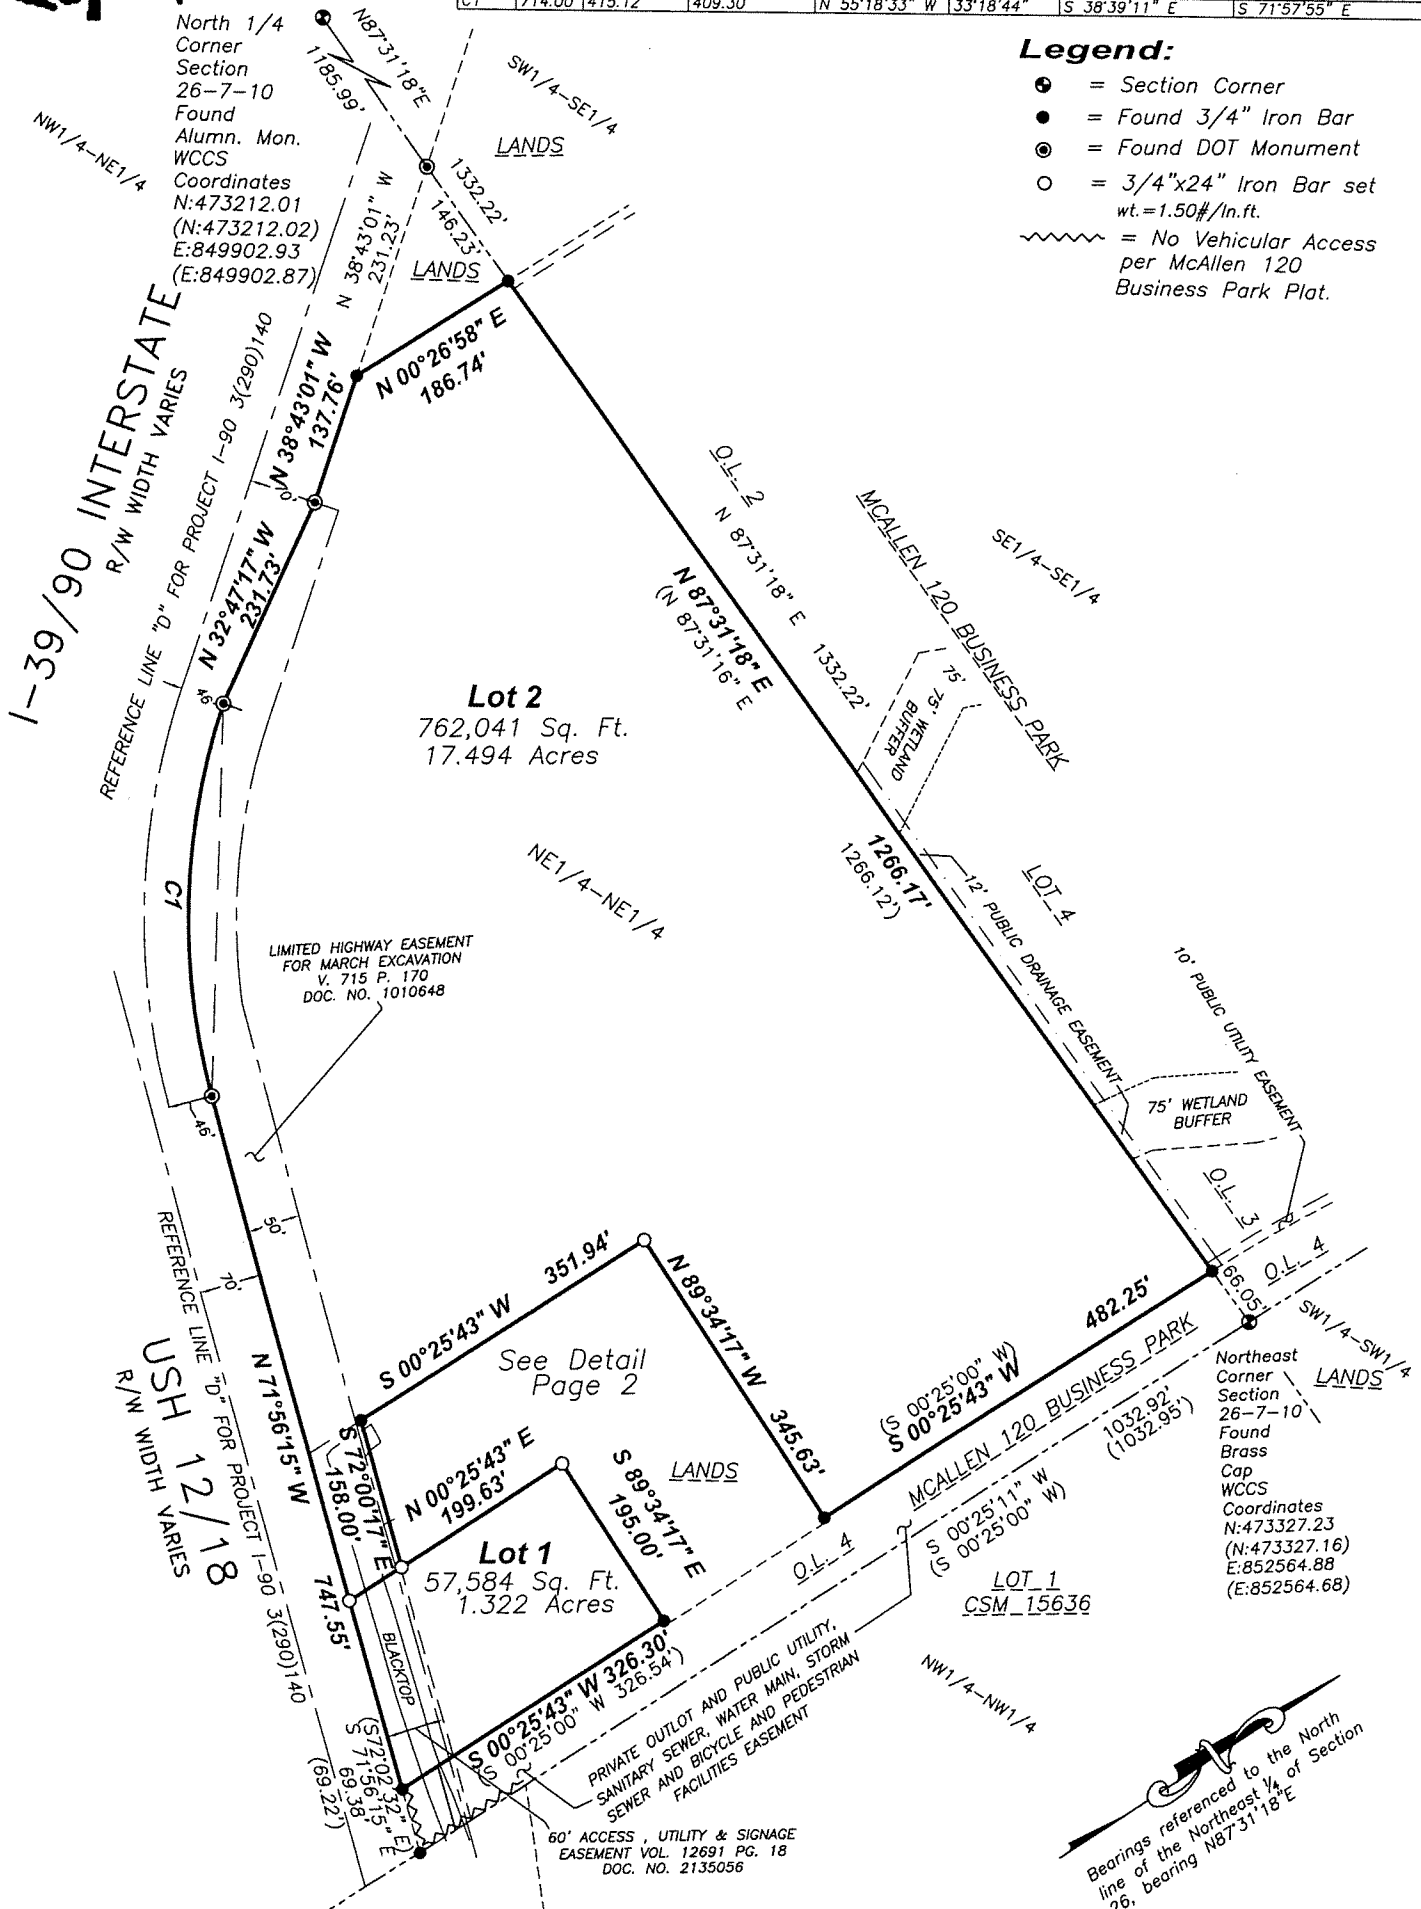 C1 714.00 415.12 409.30 N 55°18'33" W 33°18'44" S 38°39'11" E S 71°57'55" E
North 1/4
Corner
Section
26-7-10
Found
Alumn. Mon.
WCCS
Coordinates
N:473212.01
(N:473212.02)
E:849902.93
(E:849902.87)
N87°31'18"E
1185.99'
SW1/4-SE1/4
LANDS
NW1/4-NE1/4
1332.22'
146.23'
N 38°43'01" W
231.23'
LANDS
Legend:
= Section Corner
= Found 3/4" Iron Bar
= Found DOT Monument
= 3/4"x24" Iron Bar set
wt.=1.50#/ln.ft.
= No Vehicular Access
per McAllen 120
Business Park Plat.
I-39/90 INTERSTATE
R/W WIDTH VARIES
REFERENCE LINE "D" FOR PROJECT I-90 3(290)140
N 00°26'58" E
186.74'
N 38°43'01" W
137.76'
70'
N 32°47'17" W
231.73'
46'
O.L. 2
N 87°31'18" E 1332.22'
N 87°31'18" E
(N 87°31'16" E
MCALLEN 120 BUSINESS PARK
SE1/4-SE1/4
75'
75' WETLAND
BUFFER
Lot 2
762,041 Sq. Ft.
17.494 Acres
NE1/4-NE1/4
1266.17'
1266.12')
12' PUBLIC DRAINAGE EASEMENT
LOT 4
10' PUBLIC UTILITY EASEMENT
C1
LIMITED HIGHWAY EASEMENT
FOR MARCH EXCAVATION
V. 715 P. 170
DOC. NO. 1010648
46'
75' WETLAND
BUFFER
O.L. 3
O.L. 4
66.05'
SW1/4-SW1/4
LANDS
50'
70'
REFERENCE LINE "D" FOR PROJECT I-90 3(290)140
USH 12/18
R/W WIDTH VARIES
N 71°56'15" W
747.55'
S 00°25'43" W
351.94'
See Detail
Page 2
N 89°34'17" W
345.63'
482.25'
(S 00°25'00" W)
S 00°25'43" W
MCALLEN 120 BUSINESS PARK
1032.92'
(1032.95')
S 00°25'11" W
(S 00°25'00" W)
Northeast
Corner
Section
26-7-10
Found
Brass
Cap
WCCS
Coordinates
N:473327.23
(N:473327.16)
E:852564.88
(E:852564.68)
S 72°00'17" E
158.00'
N 00°25'43" E
199.63'
S 89°34'17" E
195.00'
LANDS
Lot 1
57,584 Sq. Ft.
1.322 Acres
O.L. 4
LOT 1
CSM 15636
BLACKTOP
S 00°25'43" W 326.30'
(S 00°25'00" W 326.54')
PRIVATE OUTLOT AND PUBLIC UTILITY,
SANITARY SEWER, WATER MAIN, STORM
SEWER AND BICYCLE AND PEDESTRIAN
FACILITIES EASEMENT
NW1/4-NW1/4
(S72°02'32" E)
S 71°56'15" E
69.38'
(69.22')
60' ACCESS , UTILITY & SIGNAGE
EASEMENT VOL. 12691 PG. 18
DOC. NO. 2135056
Bearings referenced to the North
line of the Northeast ¼ of Section
26, bearing N87°31'18"E